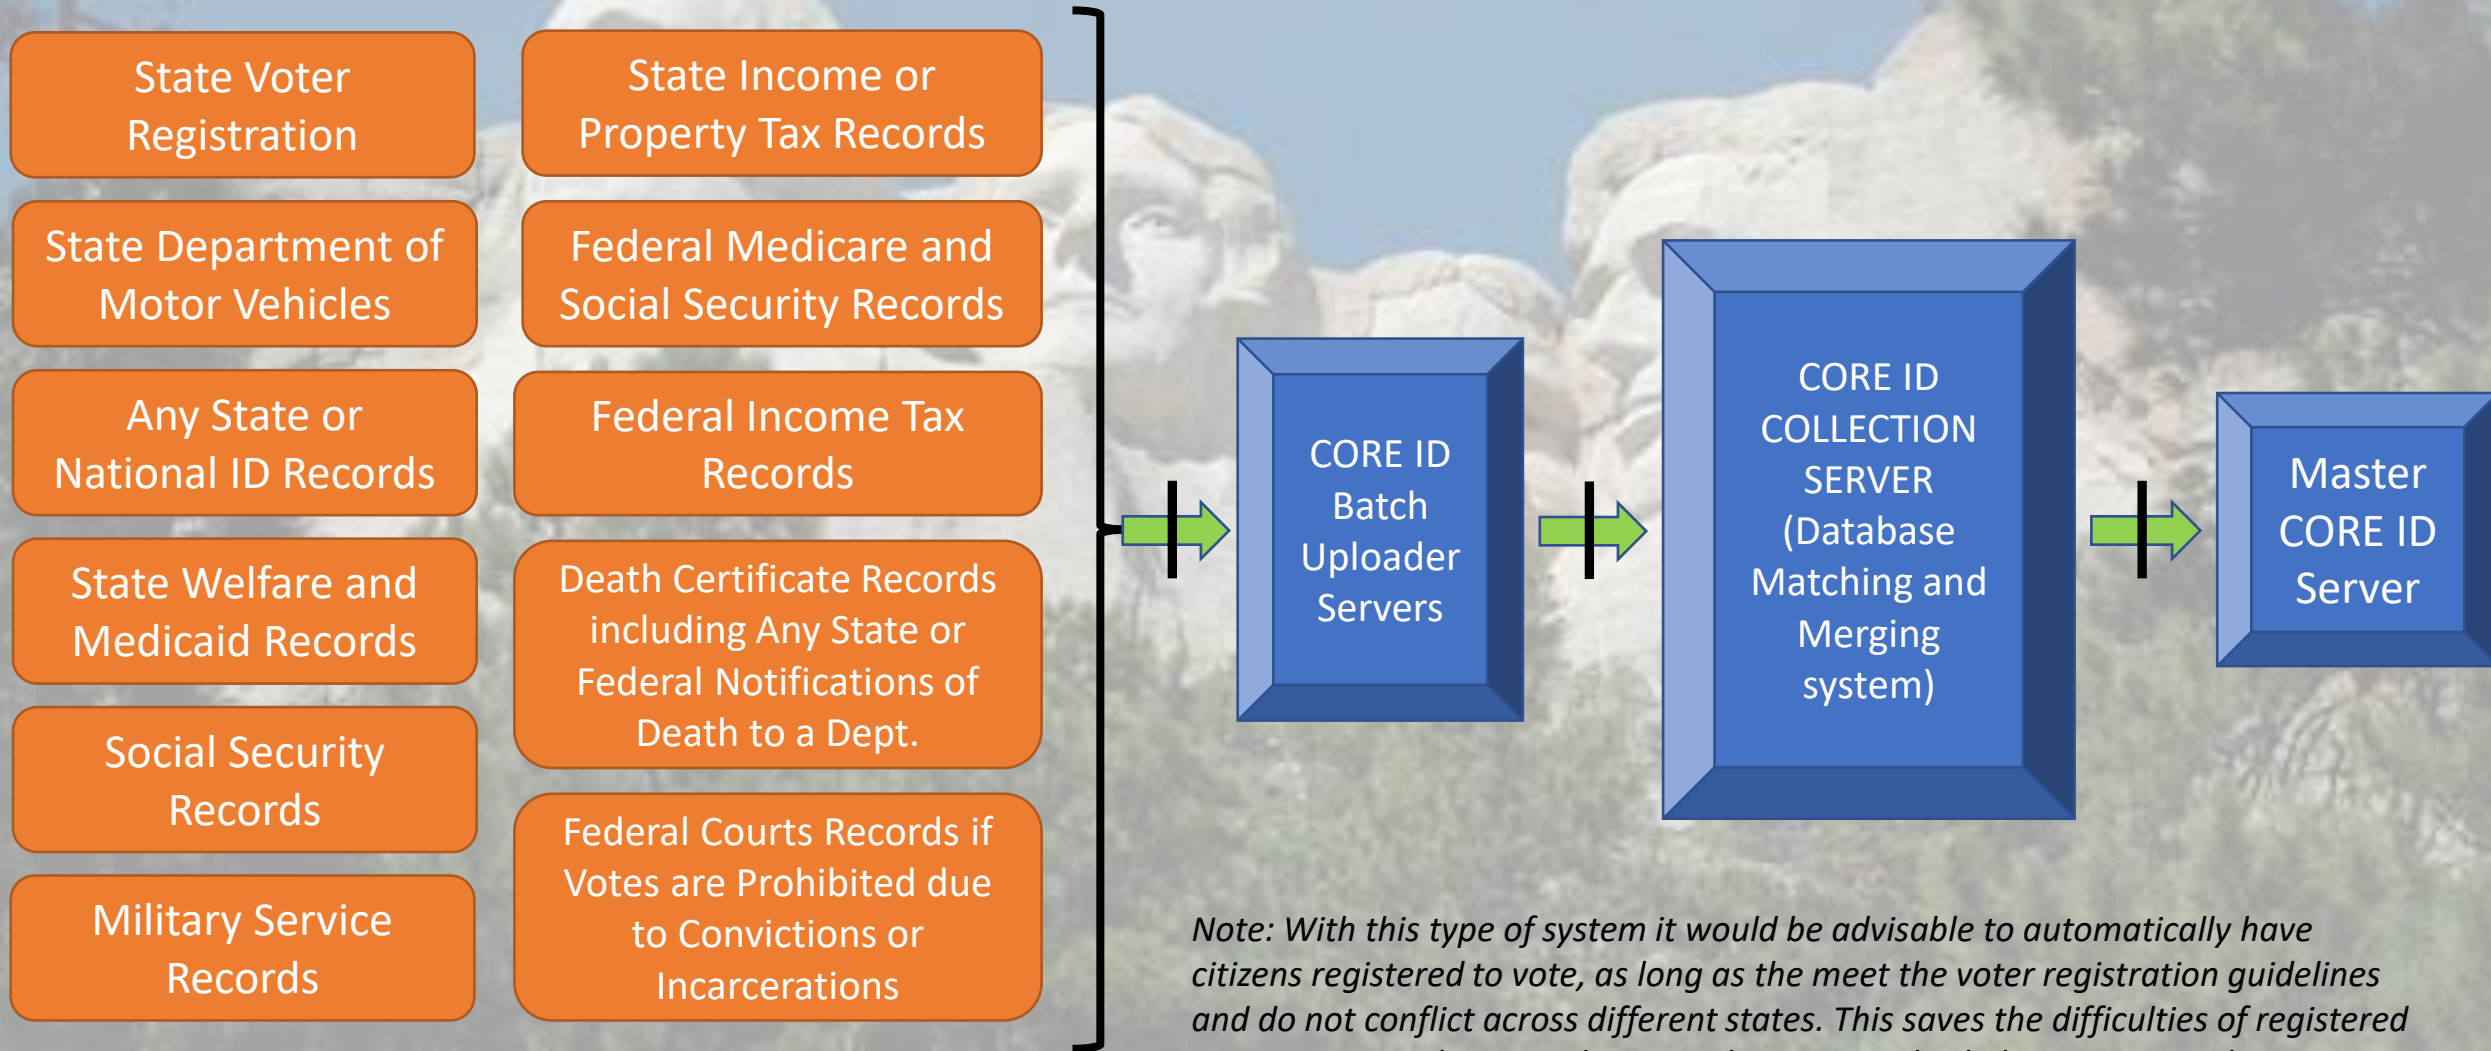 State Voter
Registration
State Department of
Motor Vehicles
Any State or
National ID Records
State Welfare and
Medicaid Records
Social Security
Records
Military Service
Records
State Income or
Property Tax Records
Federal Medicare and
Social Security Records
Federal Income Tax
Records
Death Certificate Records
including Any State or
Federal Notifications of
Death to a Dept.
Federal Courts Records if
Votes are Prohibited due
to Convictions or
Incarcerations
CORE ID
Batch
Uploader
Servers
CORE ID
COLLECTION
SERVER
(Database
Matching and
Merging
system)
Master
CORE ID
Server
Note: With this type of system it would be advisable to automatically have
citizens registered to vote, as long as the meet the voter registration guidelines
and do not conflict across different states. This saves the difficulties of registered